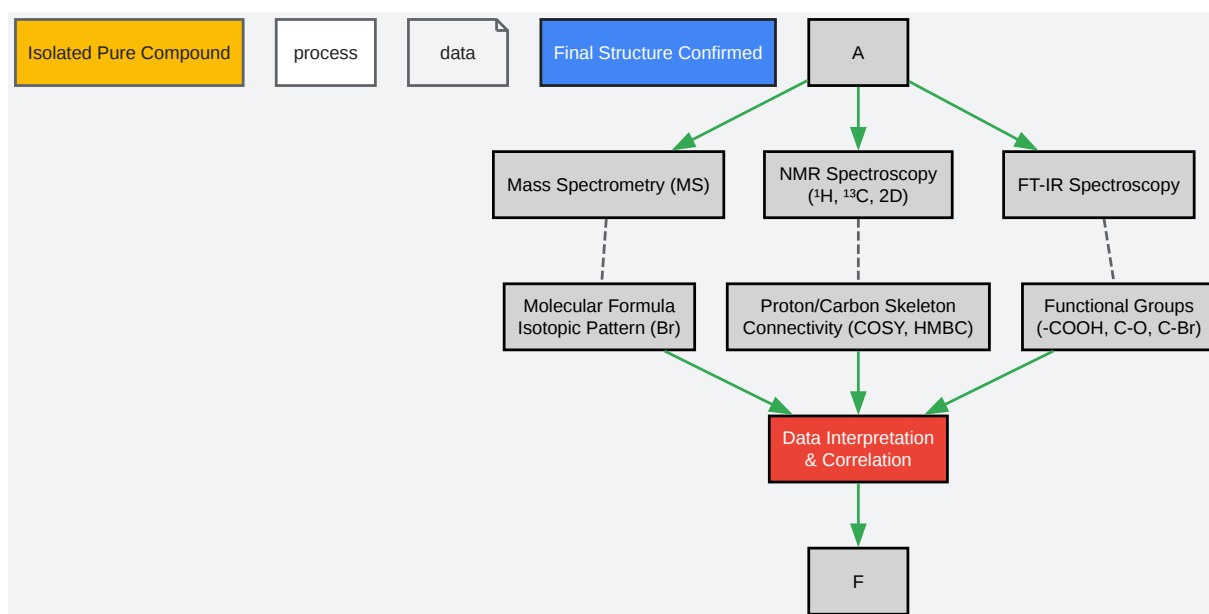 Isolated Pure Compound
process
data
Final Structure Confirmed
A
Mass Spectrometry (MS)
NMR Spectroscopy
(¹H, ¹³C, 2D)
FT-IR Spectroscopy
Molecular Formula
Isotopic Pattern (Br)
Proton/Carbon Skeleton
Connectivity (COSY, HMBC)
Functional Groups
(-COOH, C-O, C-Br)
Data Interpretation
& Correlation
F